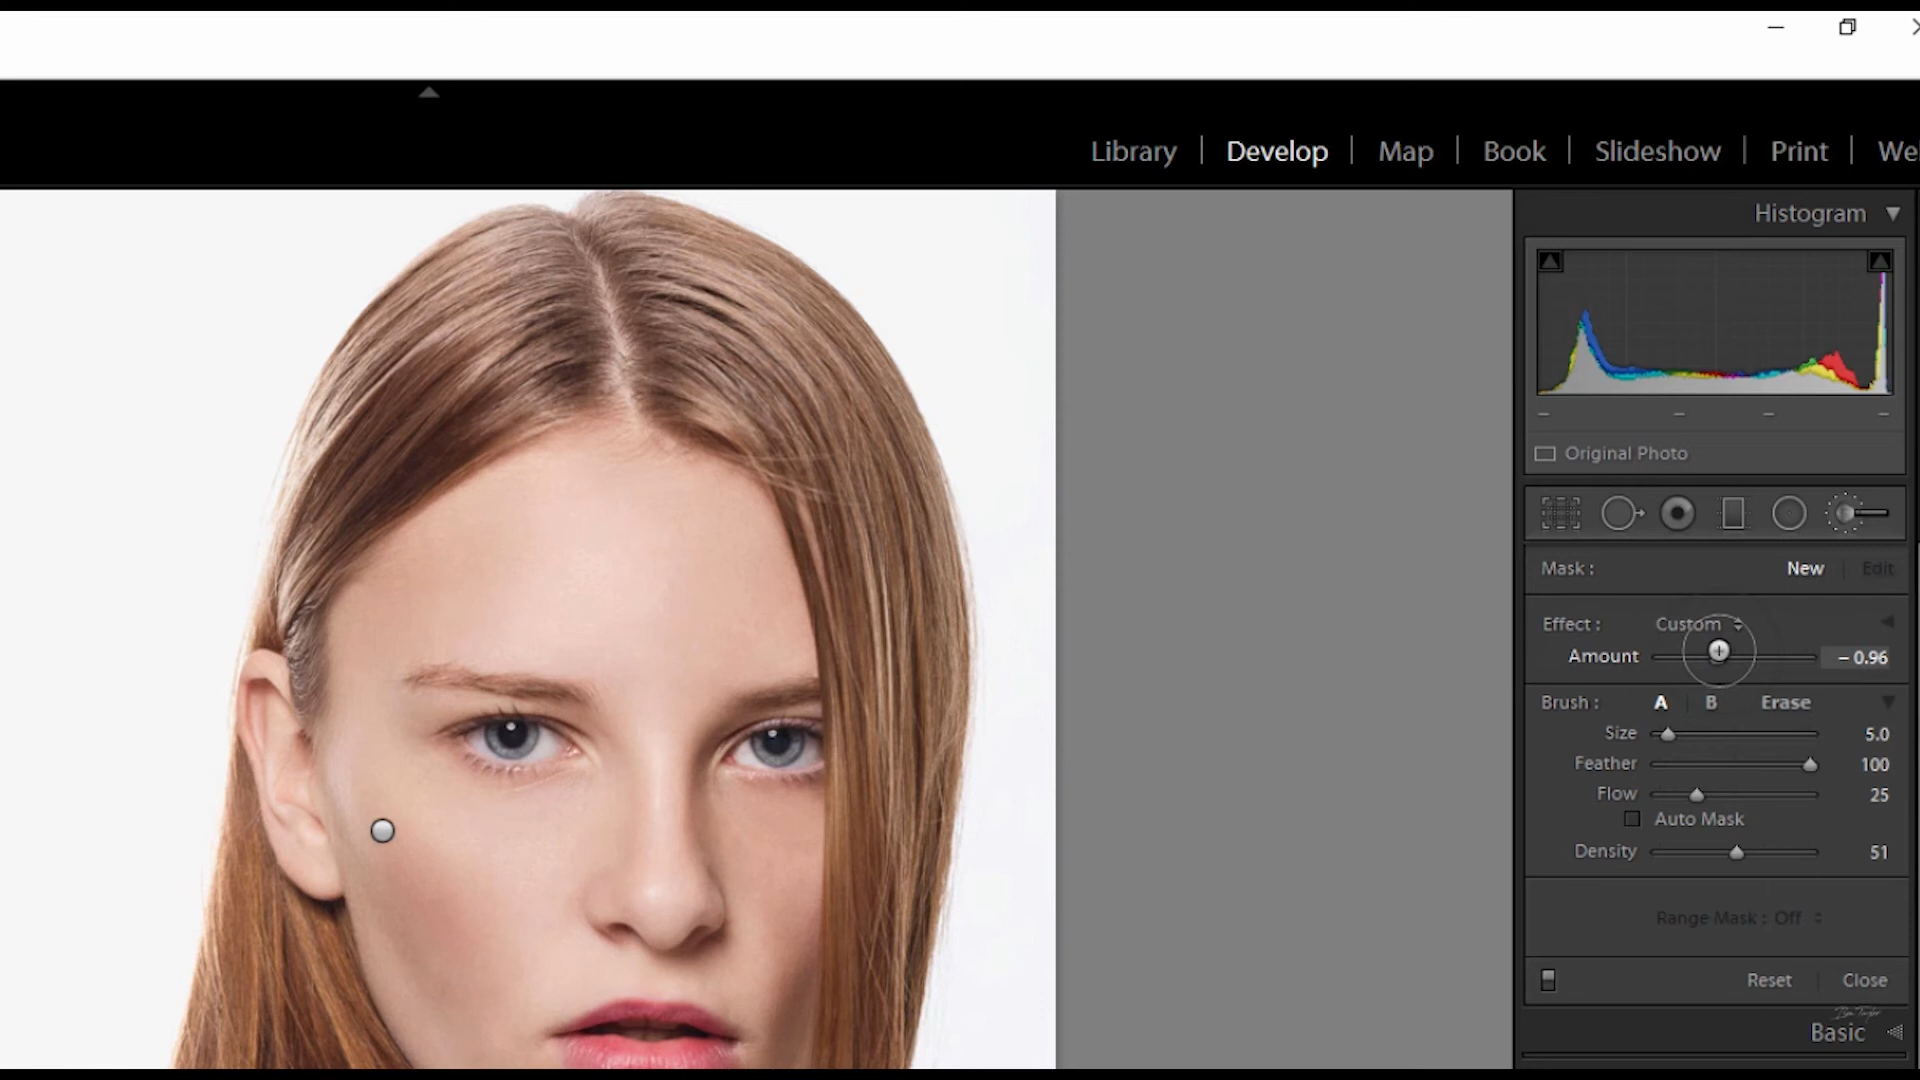 Library | Develop | Map | Book | Slideshow | Print | We
Histogram
Original Photo
Mask : New | Edit
Effect : Custom
Amount – 0.96
Brush : A B Erase
Size 5.0
Feather 100
Flow 25
Auto Mask
Density 51
Range Mask : Off
Reset Close
Basic